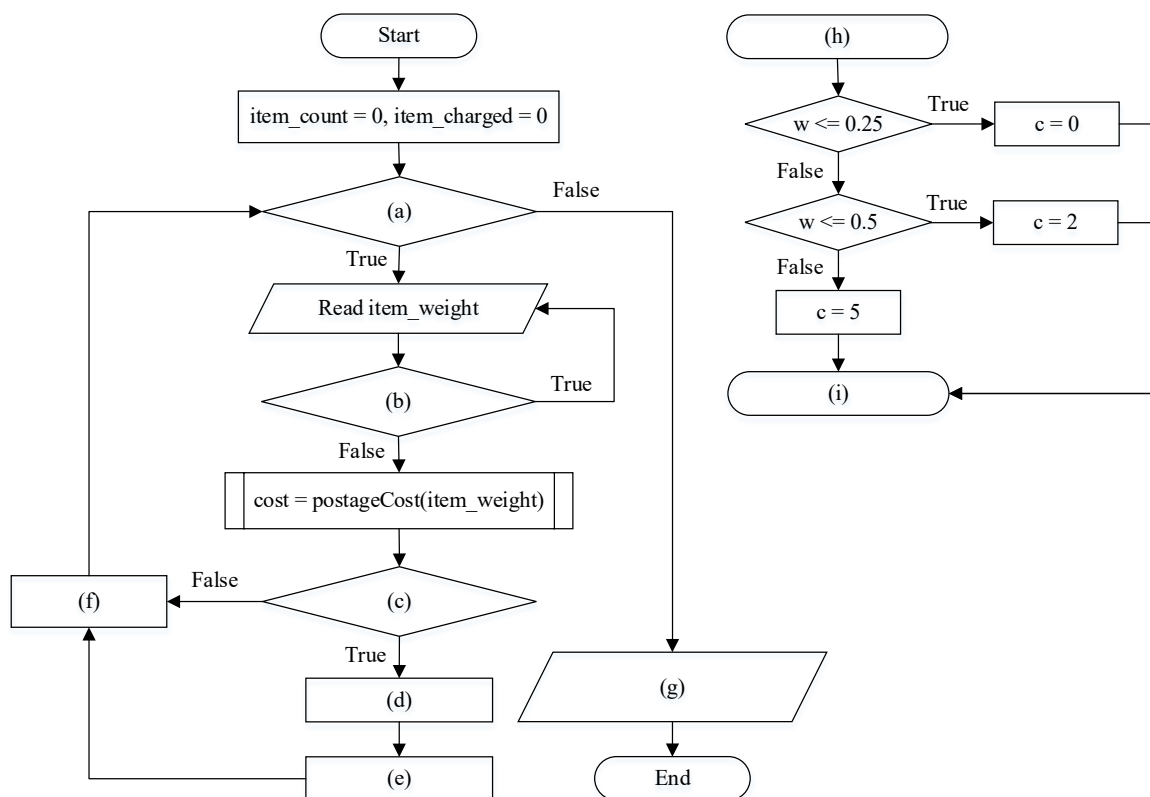 Start
item_count = 0, item_charged = 0
(a)
False
True
Read item_weight
(b)
True
False
cost = postageCost(item_weight)
(c)
False
(f)
True
(d)
(e)
(g)
End
(h)
w <= 0.25
True
c = 0
False
w <= 0.5
True
c = 2
False
c = 5
(i)